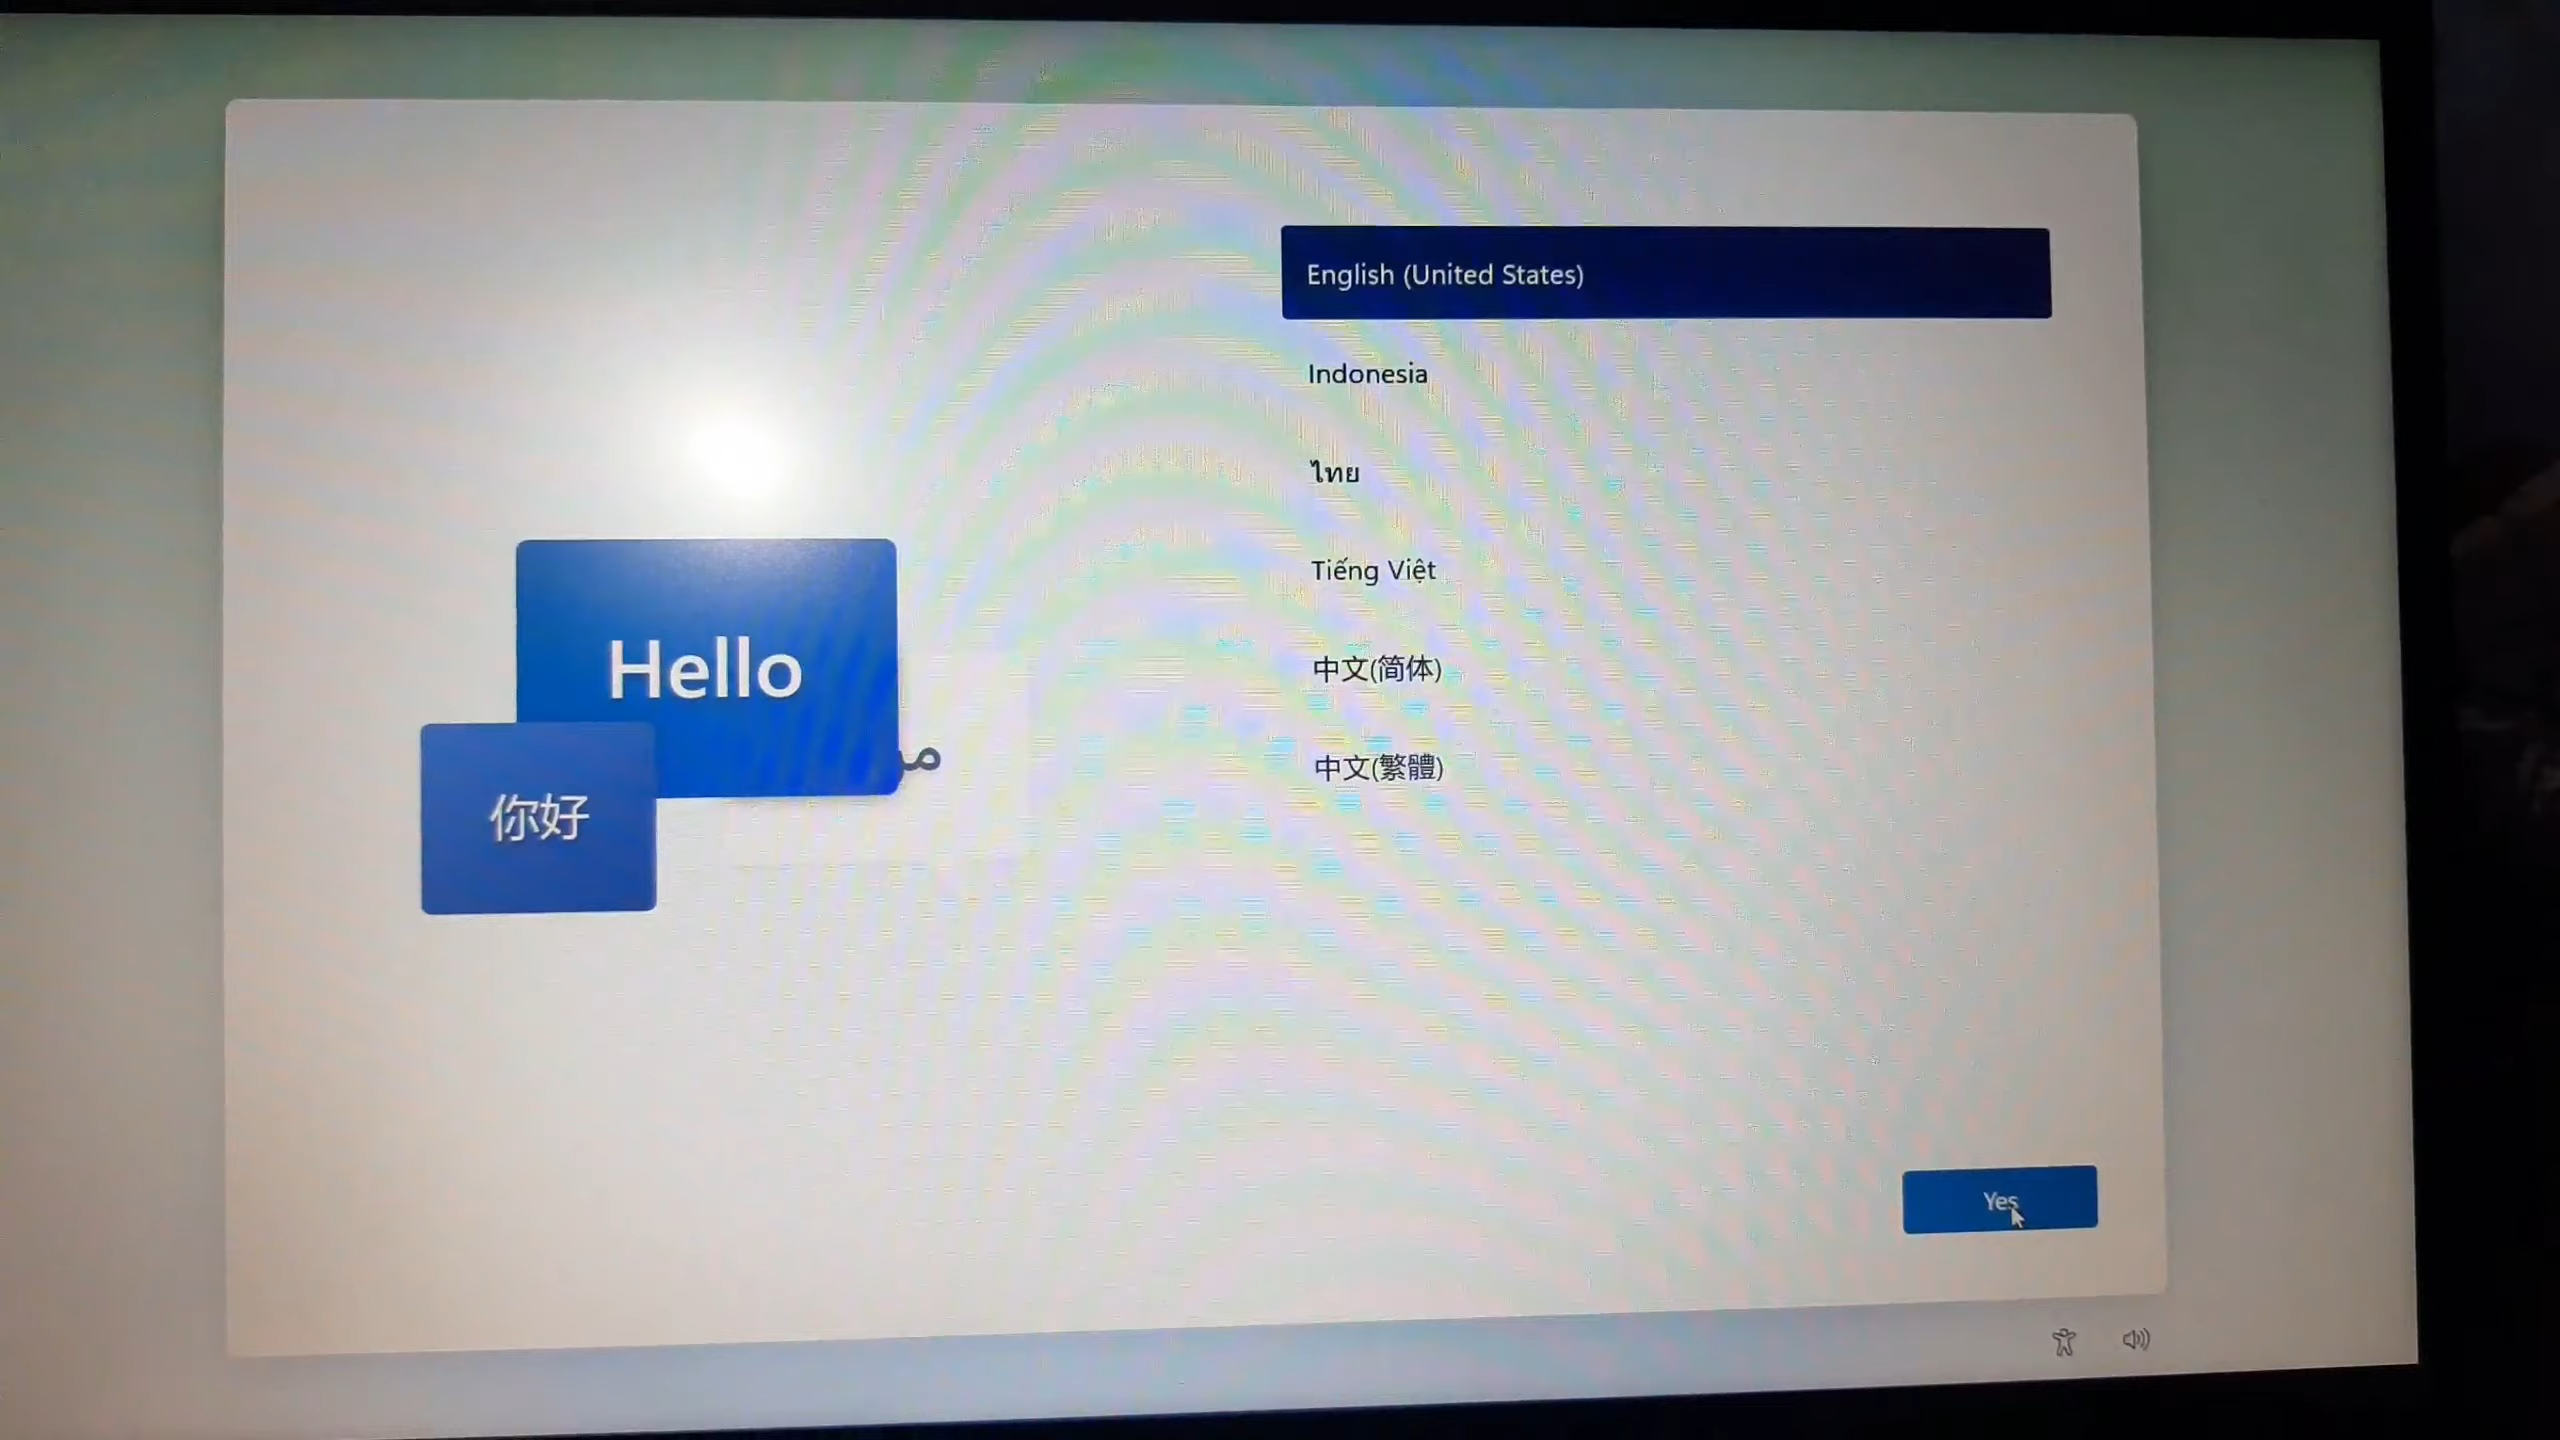 Hello
你好
English (United States)
Indonesia
ไทย
Tiếng Việt
中文(简体)
中文(繁體)
Yes